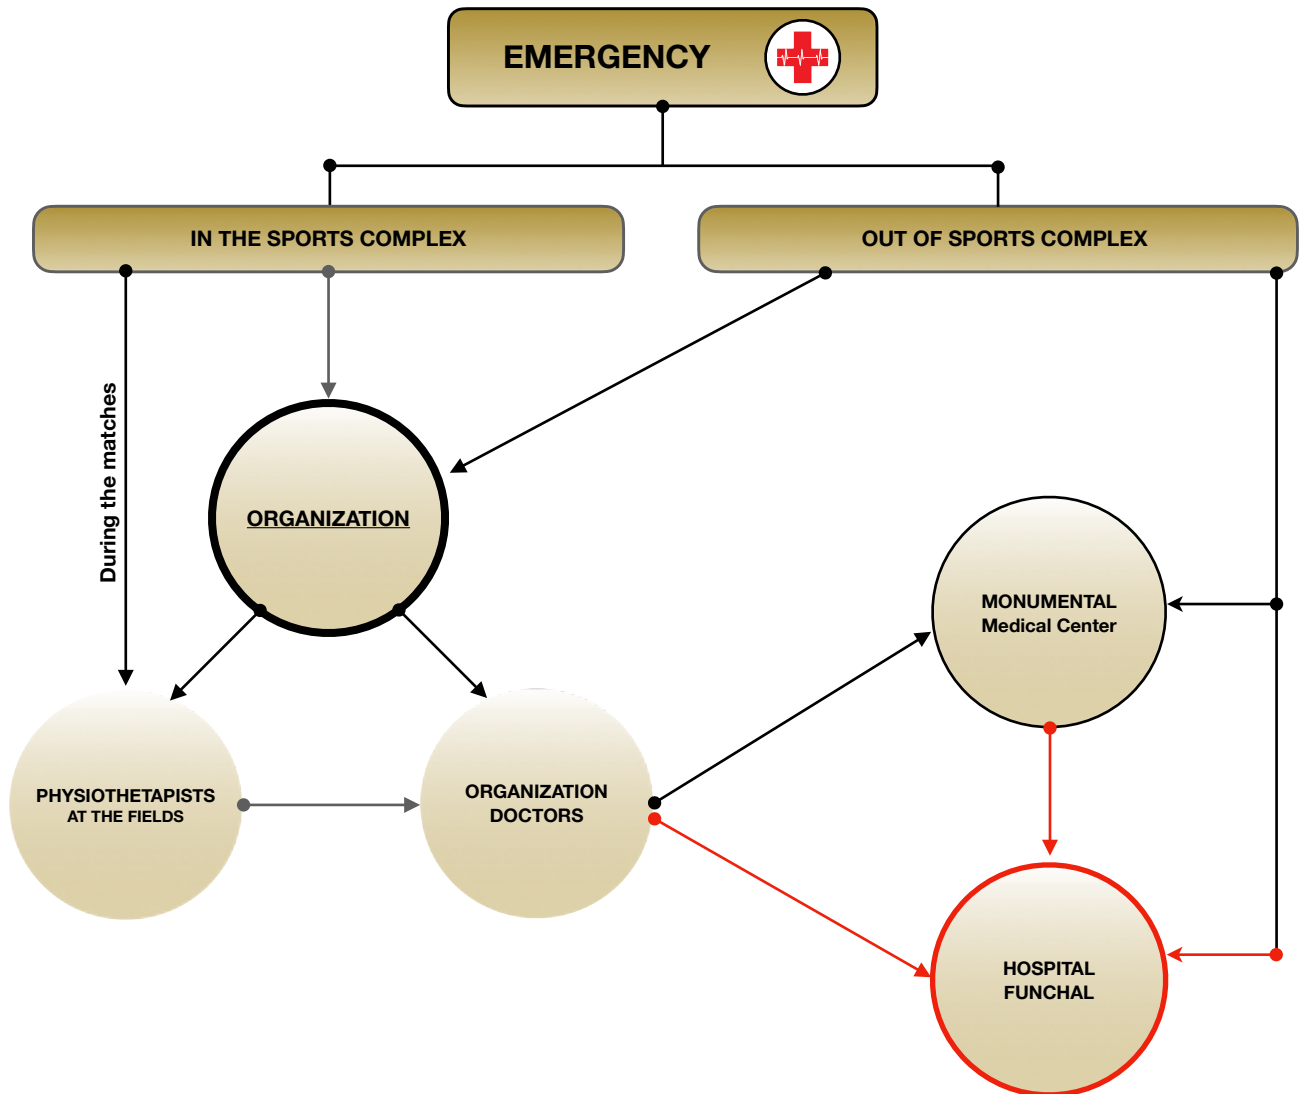 EMERGENCY
IN THE SPORTS COMPLEX
OUT OF SPORTS COMPLEX
During the matches
ORGANIZATION
MONUMENTAL
Medical Center
PHYSIOTHETAPISTS
AT THE FIELDS
ORGANIZATION
DOCTORS
HOSPITAL
FUNCHAL